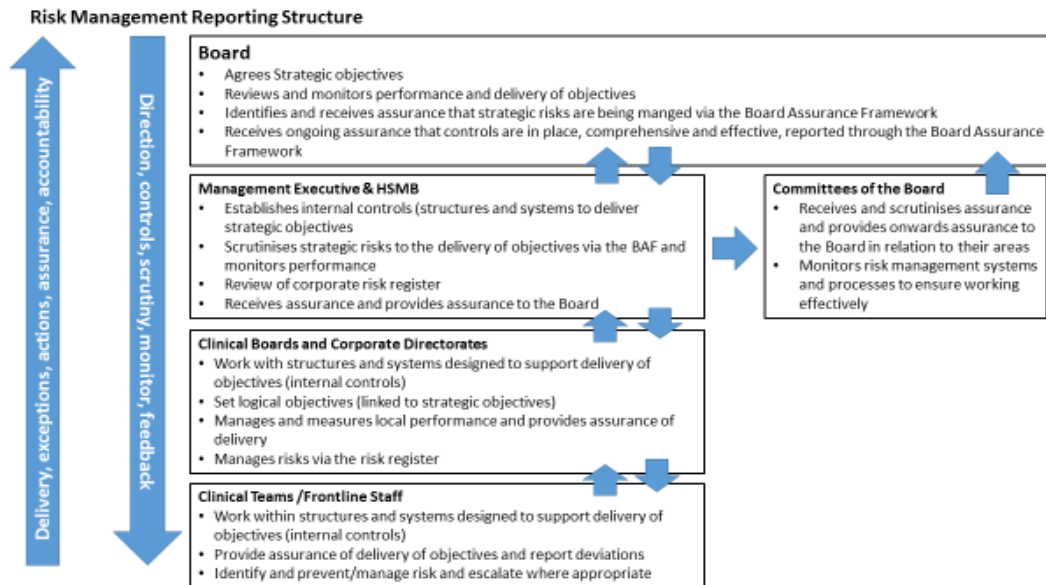 Risk Management Reporting Structure
Delivery, exceptions, actions, assurance, accountability
Direction, controls, scrutiny, monitor, feedback
Board
• Agrees Strategic objectives
• Reviews and monitors performance and delivery of objectives
• Identifies and receives assurance that strategic risks are being manged via the Board Assurance Framework
• Receives ongoing assurance that controls are in place, comprehensive and effective, reported through the Board Assurance
Framework
Management Executive & HSMB
• Establishes internal controls (structures and systems to deliver
strategic objectives
• Scrutinises strategic risks to the delivery of objectives via the BAF and
monitors performance
• Review of corporate risk register
• Receives assurance and provides assurance to the Board
Committees of the Board
• Receives and scrutinises assurance
and provides onwards assurance to
the Board in relation to their areas
• Monitors risk management systems
and processes to ensure working
effectively
Clinical Boards and Corporate Directorates
• Work with structures and systems designed to support delivery of
objectives (internal controls)
• Set logical objectives (linked to strategic objectives)
• Manages and measures local performance and provides assurance of
delivery
• Manages risks via the risk register
Clinical Teams /Frontline Staff
• Work within structures and systems designed to support delivery of
objectives (internal controls)
• Provide assurance of delivery of objectives and report deviations
• Identify and prevent/manage risk and escalate where appropriate